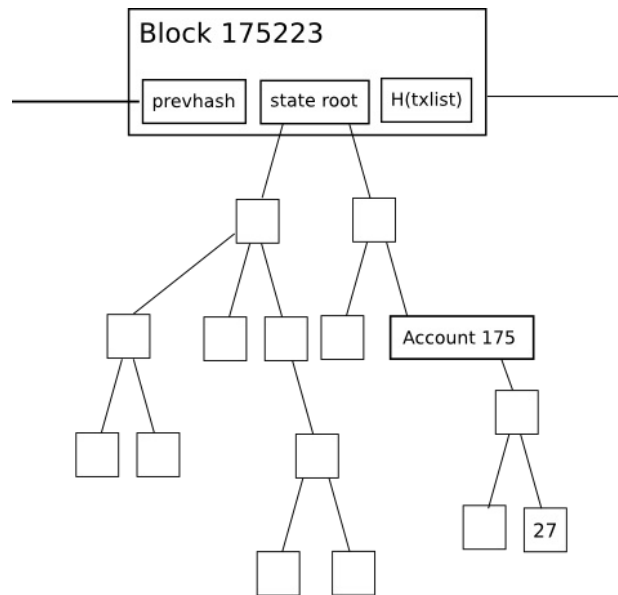 Block 175223
prevhash
state root
H(txlist)
Account 175
27